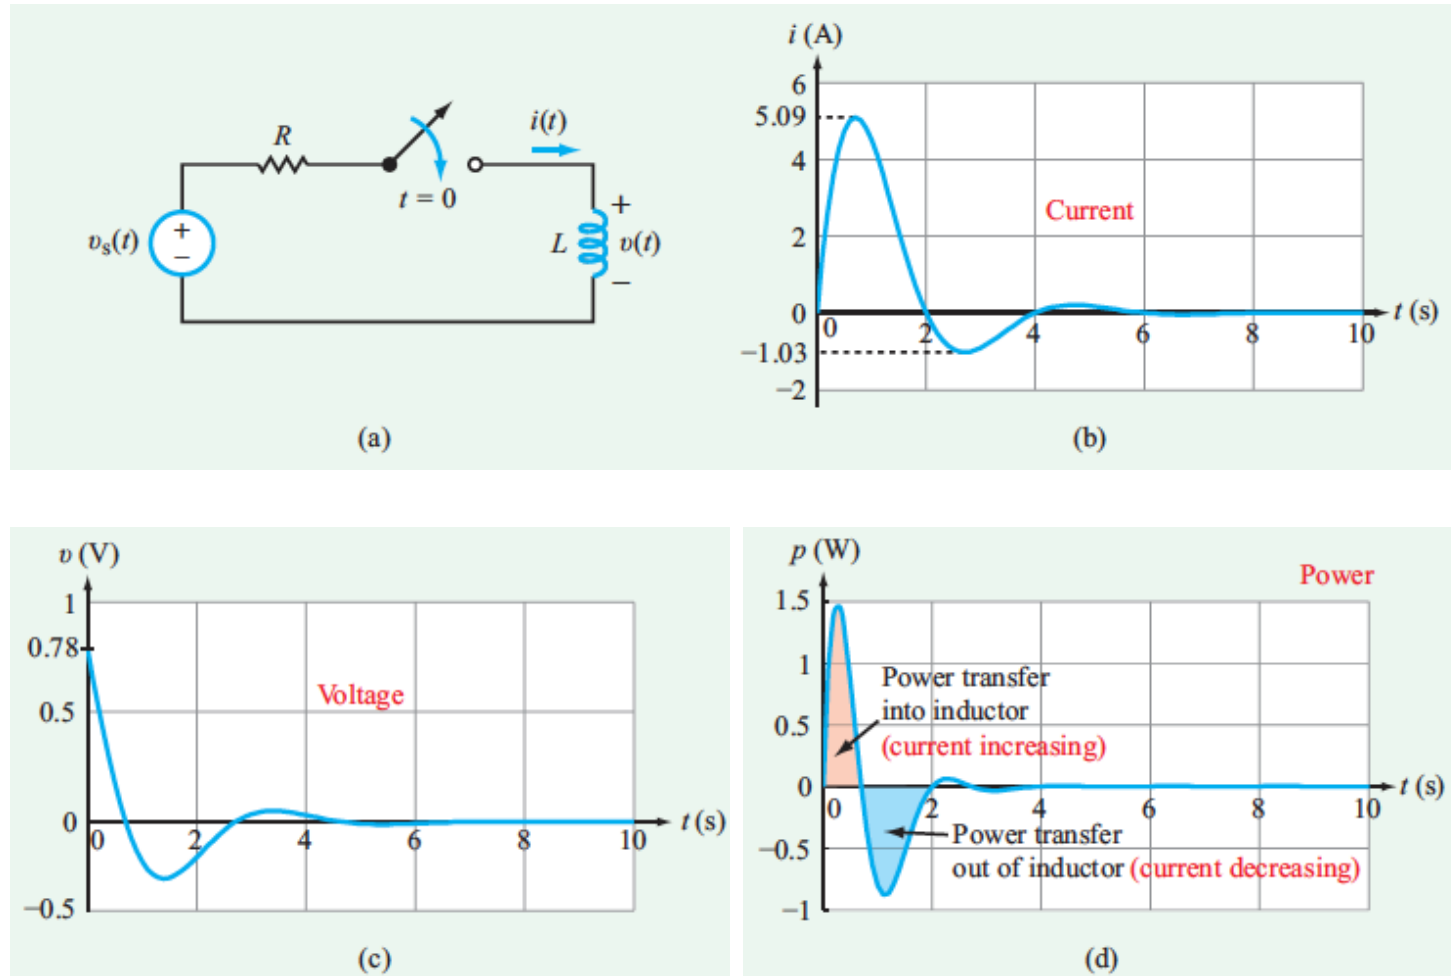 R
i(t)
t = 0
υs(t)
+
−
L
+
υ(t)
−
(a)
i (A)
6
5.09
4
2
0
−1.03
−2
Current
0 2 4 6 8 10
t (s)
(b)
υ (V)
1
0.78
0.5
0
−0.5
Voltage
0 2 4 6 8 10
t (s)
(c)
p (W)
Power
1.5
1
0.5
0
−0.5
−1
Power transfer
into inductor
(current increasing)
0 2 4 6 8 10
t (s)
Power transfer
out of inductor (current decreasing)
(d)